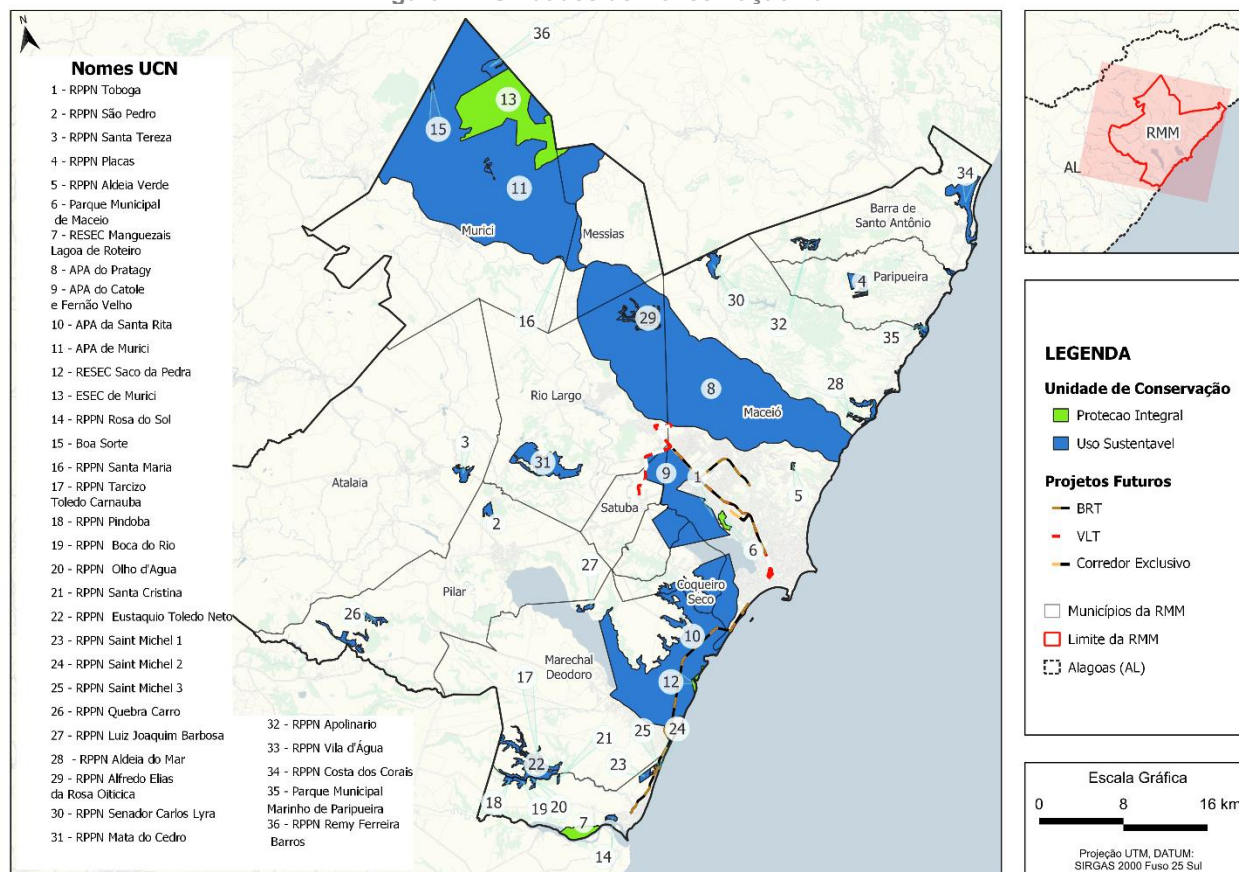 N
Nomes UCN
1 - RPPN Toboga
2 - RPPN São Pedro
3 - RPPN Santa Tereza
4 - RPPN Placas
5 - RPPN Aldeia Verde
6 - Parque Municipal
de Maceio
7 - RESEC Manguezais
Lagoa de Roteiro
8 - APA do Pratagy
9 - APA do Catole
e Fernão Velho
10 - APA da Santa Rita
11 - APA de Murici
12 - RESEC Saco da Pedra
13 - ESEC de Murici
14 - RPPN Rosa do Sol
15 - Boa Sorte
16 - RPPN Santa Maria
17 - RPPN Tarcizo
Toledo Carnauba
18 - RPPN Pindoba
19 - RPPN Boca do Rio
20 - RPPN Olho d'Agua
21 - RPPN Santa Cristina
22 - RPPN Eustaquio Toledo Neto
23 - RPPN Saint Michel 1
24 - RPPN Saint Michel 2
25 - RPPN Saint Michel 3
26 - RPPN Quebra Carro
27 - RPPN Luiz Joaquim Barbosa
28 - RPPN Aldeia do Mar
29 - RPPN Alfredo Elias
da Rosa Oiticica
30 - RPPN Senador Carlos Lyra
31 - RPPN Mata do Cedro
32 - RPPN Apolinario
33 - RPPN Vila d'Água
34 - RPPN Costa dos Corais
35 - Parque Municipal
Marinho de Paripueira
36 - RPPN Remy Ferreira
Barros
36
13
15
11
34
Murici
Messias
Barra de
Santo Antônio
Paripueira
4
30
32
16
29
35
8
28
Rio Largo
Maceió
3
31
9
1
5
Atalaia
Satuba
2
6
27
Pilar
Coqueiro
Seco
26
10
Marechal
Deodoro
17
12
25
24
21
22
23
18
19
20
7
14
RMM
AL
LEGENDA
Unidade de Conservação
Protecao Integral
Uso Sustentavel
Projetos Futuros
BRT
VLT
Corredor Exclusivo
Municípios da RMM
Limite da RMM
Alagoas (AL)
Escala Gráfica
0 8 16 km
Projeção UTM, DATUM:
SIRGAS 2000 Fuso 25 Sul